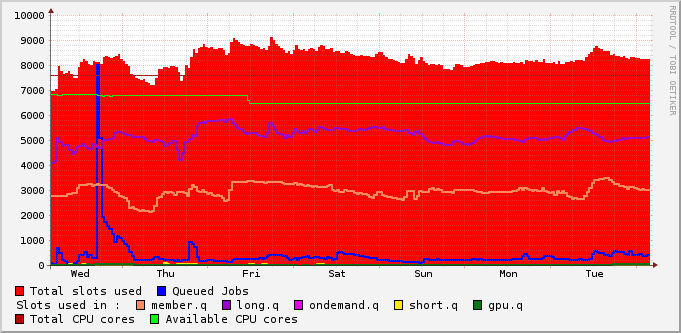 RRDTOOL / TOBI OETIKER
10000
9000
8000
7000
6000
5000
4000
3000
2000
1000
0
Wed Thu Fri Sat Sun Mon Tue
Total slots used Queued Jobs
Slots used in : member.q long.q ondemand.q short.q gpu.q
Total CPU cores Available CPU cores